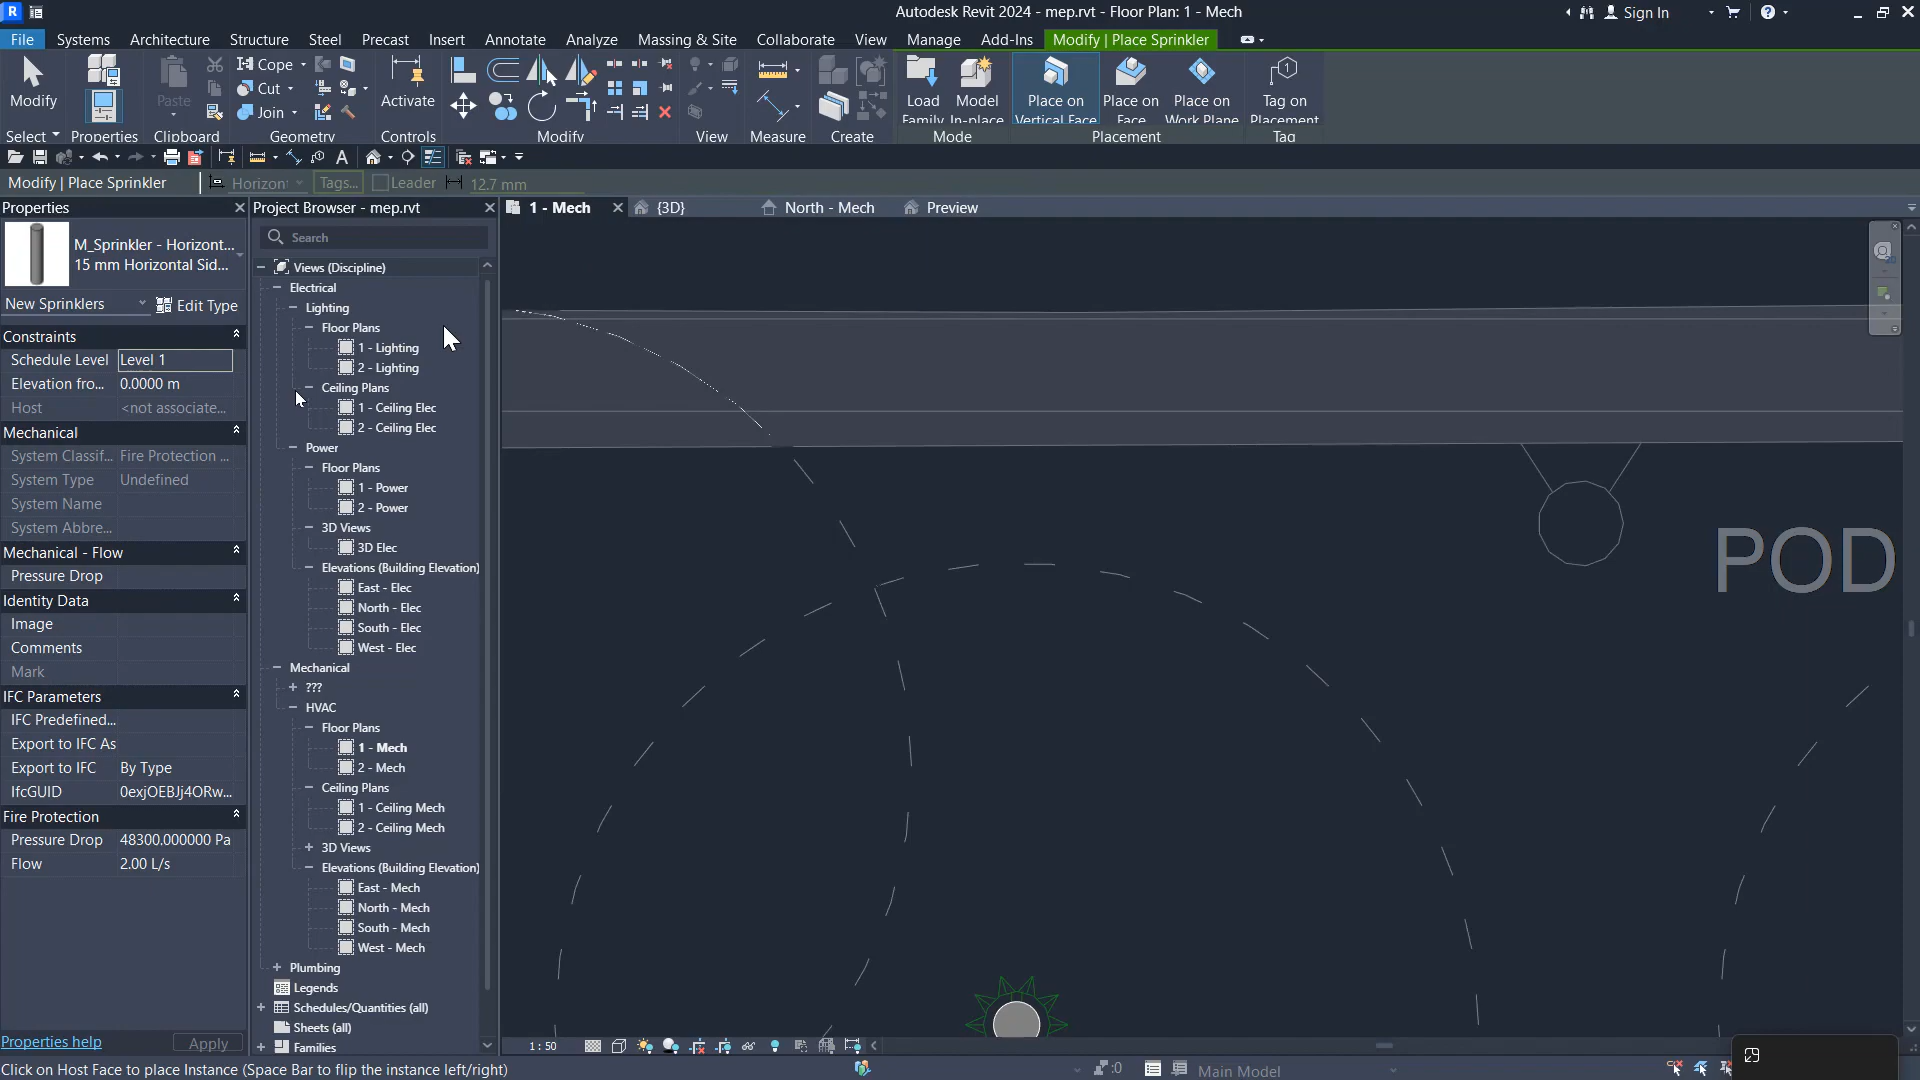 Autodesk Revit 2024 - mep.rvt - Floor Plan: 1 - Mech
Sign In
File Systems Architecture Structure Steel Precast Insert Annotate Analyze Massing & Site Collaborate View Manage Add-Ins Modify | Place Sprinkler
Modify
Paste
Cope
Cut
Join
Activate
Load Family
Model In-place
Place on Vertical Face
Place on Face
Place on Work Plane
Tag on Placement
Select Properties Clipboard Geometry Controls Modify View Measure Create Mode Placement Tag
Modify | Place Sprinkler
Horizont
Tags...
Leader
12.7 mm
Properties
M_Sprinkler - Horizont...
15 mm Horizontal Sid...
New Sprinklers
Edit Type
Constraints
Schedule Level Level 1
Elevation fro... 0.0000 m
Host <not associate...
Mechanical
System Classif... Fire Protection ...
System Type Undefined
System Name
System Abbre...
Mechanical - Flow
Pressure Drop
Identity Data
Image
Comments
Mark
IFC Parameters
IFC Predefined...
Export to IFC As
Export to IFC By Type
IfcGUID 0exjOEBJj4ORw...
Fire Protection
Pressure Drop 48300.000000 Pa
Flow 2.00 L/s
Properties help
Apply
Project Browser - mep.rvt
Search
Views (Discipline)
Electrical
Lighting
Floor Plans
1 - Lighting
2 - Lighting
Ceiling Plans
1 - Ceiling Elec
2 - Ceiling Elec
Power
Floor Plans
1 - Power
2 - Power
3D Views
3D Elec
Elevations (Building Elevation)
East - Elec
North - Elec
South - Elec
West - Elec
Mechanical
???
HVAC
Floor Plans
1 - Mech
2 - Mech
Ceiling Plans
1 - Ceiling Mech
2 - Ceiling Mech
3D Views
Elevations (Building Elevation)
East - Mech
North - Mech
South - Mech
West - Mech
Plumbing
Legends
Schedules/Quantities (all)
Sheets (all)
Families
1 - Mech
{3D}
North - Mech
Preview
POD
1 : 50
Click on Host Face to place Instance (Space Bar to flip the instance left/right)
:0
Main Model